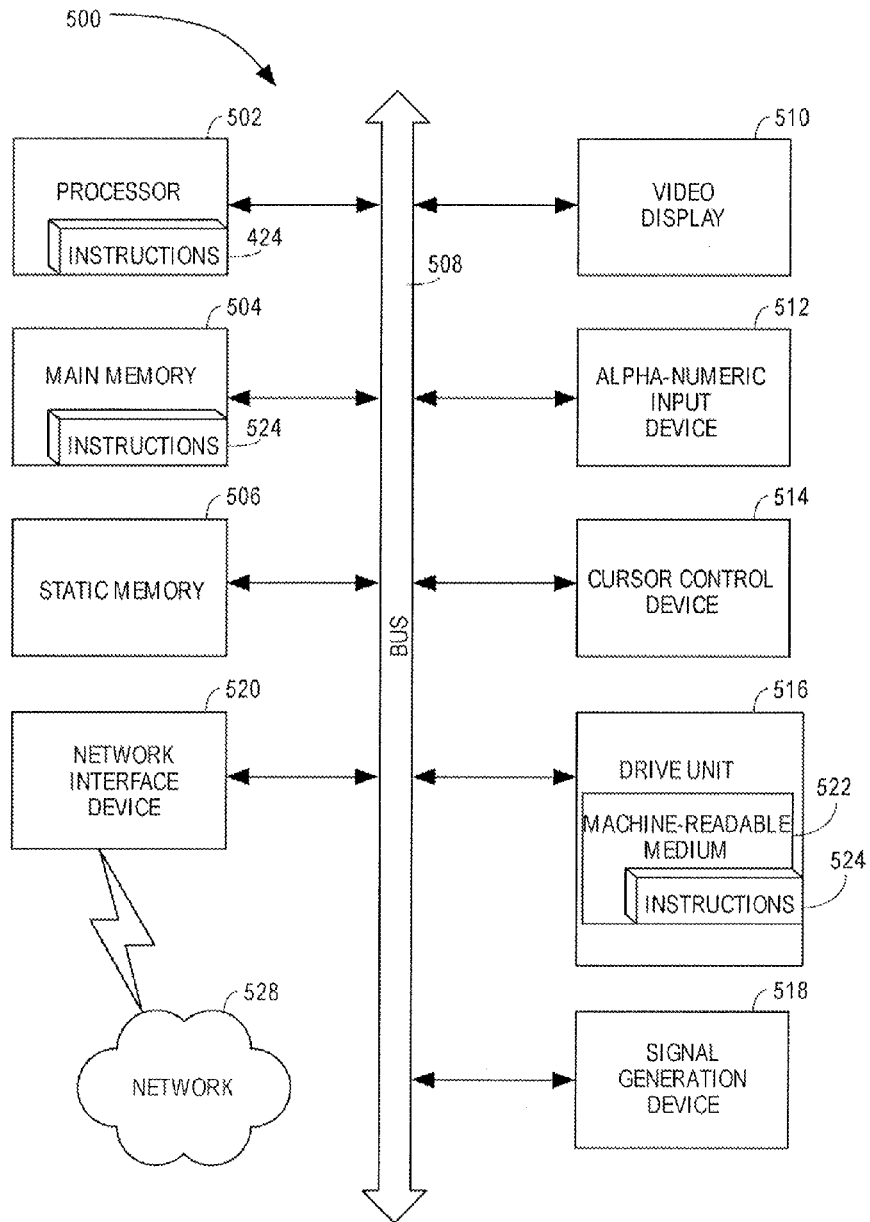 500
502
PROCESSOR
INSTRUCTIONS
424
504
MAIN MEMORY
INSTRUCTIONS
524
506
STATIC MEMORY
520
NETWORK
INTERFACE
DEVICE
528
NETWORK
508
BUS
510
VIDEO
DISPLAY
512
ALPHA-NUMERIC
INPUT
DEVICE
514
CURSOR CONTROL
DEVICE
516
DRIVE UNIT
522
MACHINE-READABLE
MEDIUM
524
INSTRUCTIONS
518
SIGNAL
GENERATION
DEVICE